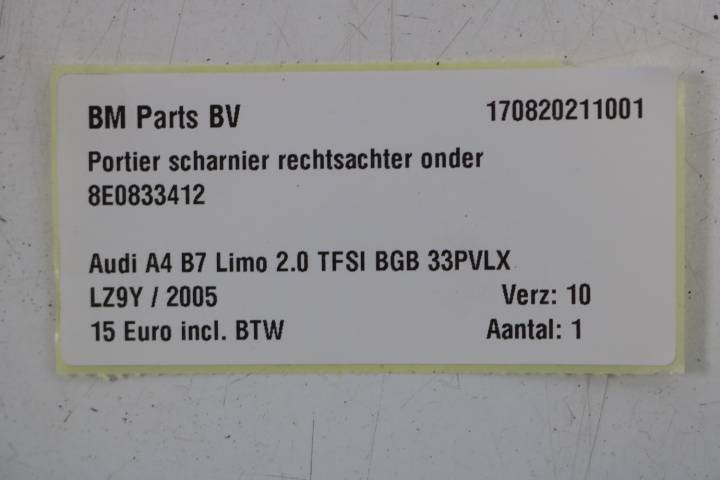 BM Parts BV 170820211001
Portier scharnier rechtsachter onder
8E0833412
Audi A4 B7 Limo 2.0 TFSI BGB 33PVLX
LZ9Y / 2005 Verz: 10
15 Euro incl. BTW Aantal: 1